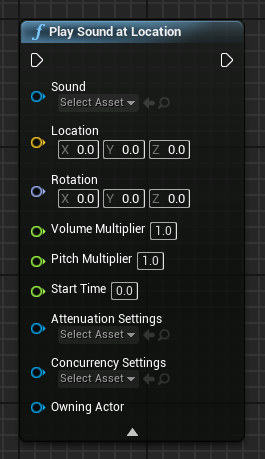 f Play Sound at Location
Sound
Select Asset
Location
X 0.0 Y 0.0 Z 0.0
Rotation
X 0.0 Y 0.0 Z 0.0
Volume Multiplier 1.0
Pitch Multiplier 1.0
Start Time 0.0
Attenuation Settings
Select Asset
Concurrency Settings
Select Asset
Owning Actor